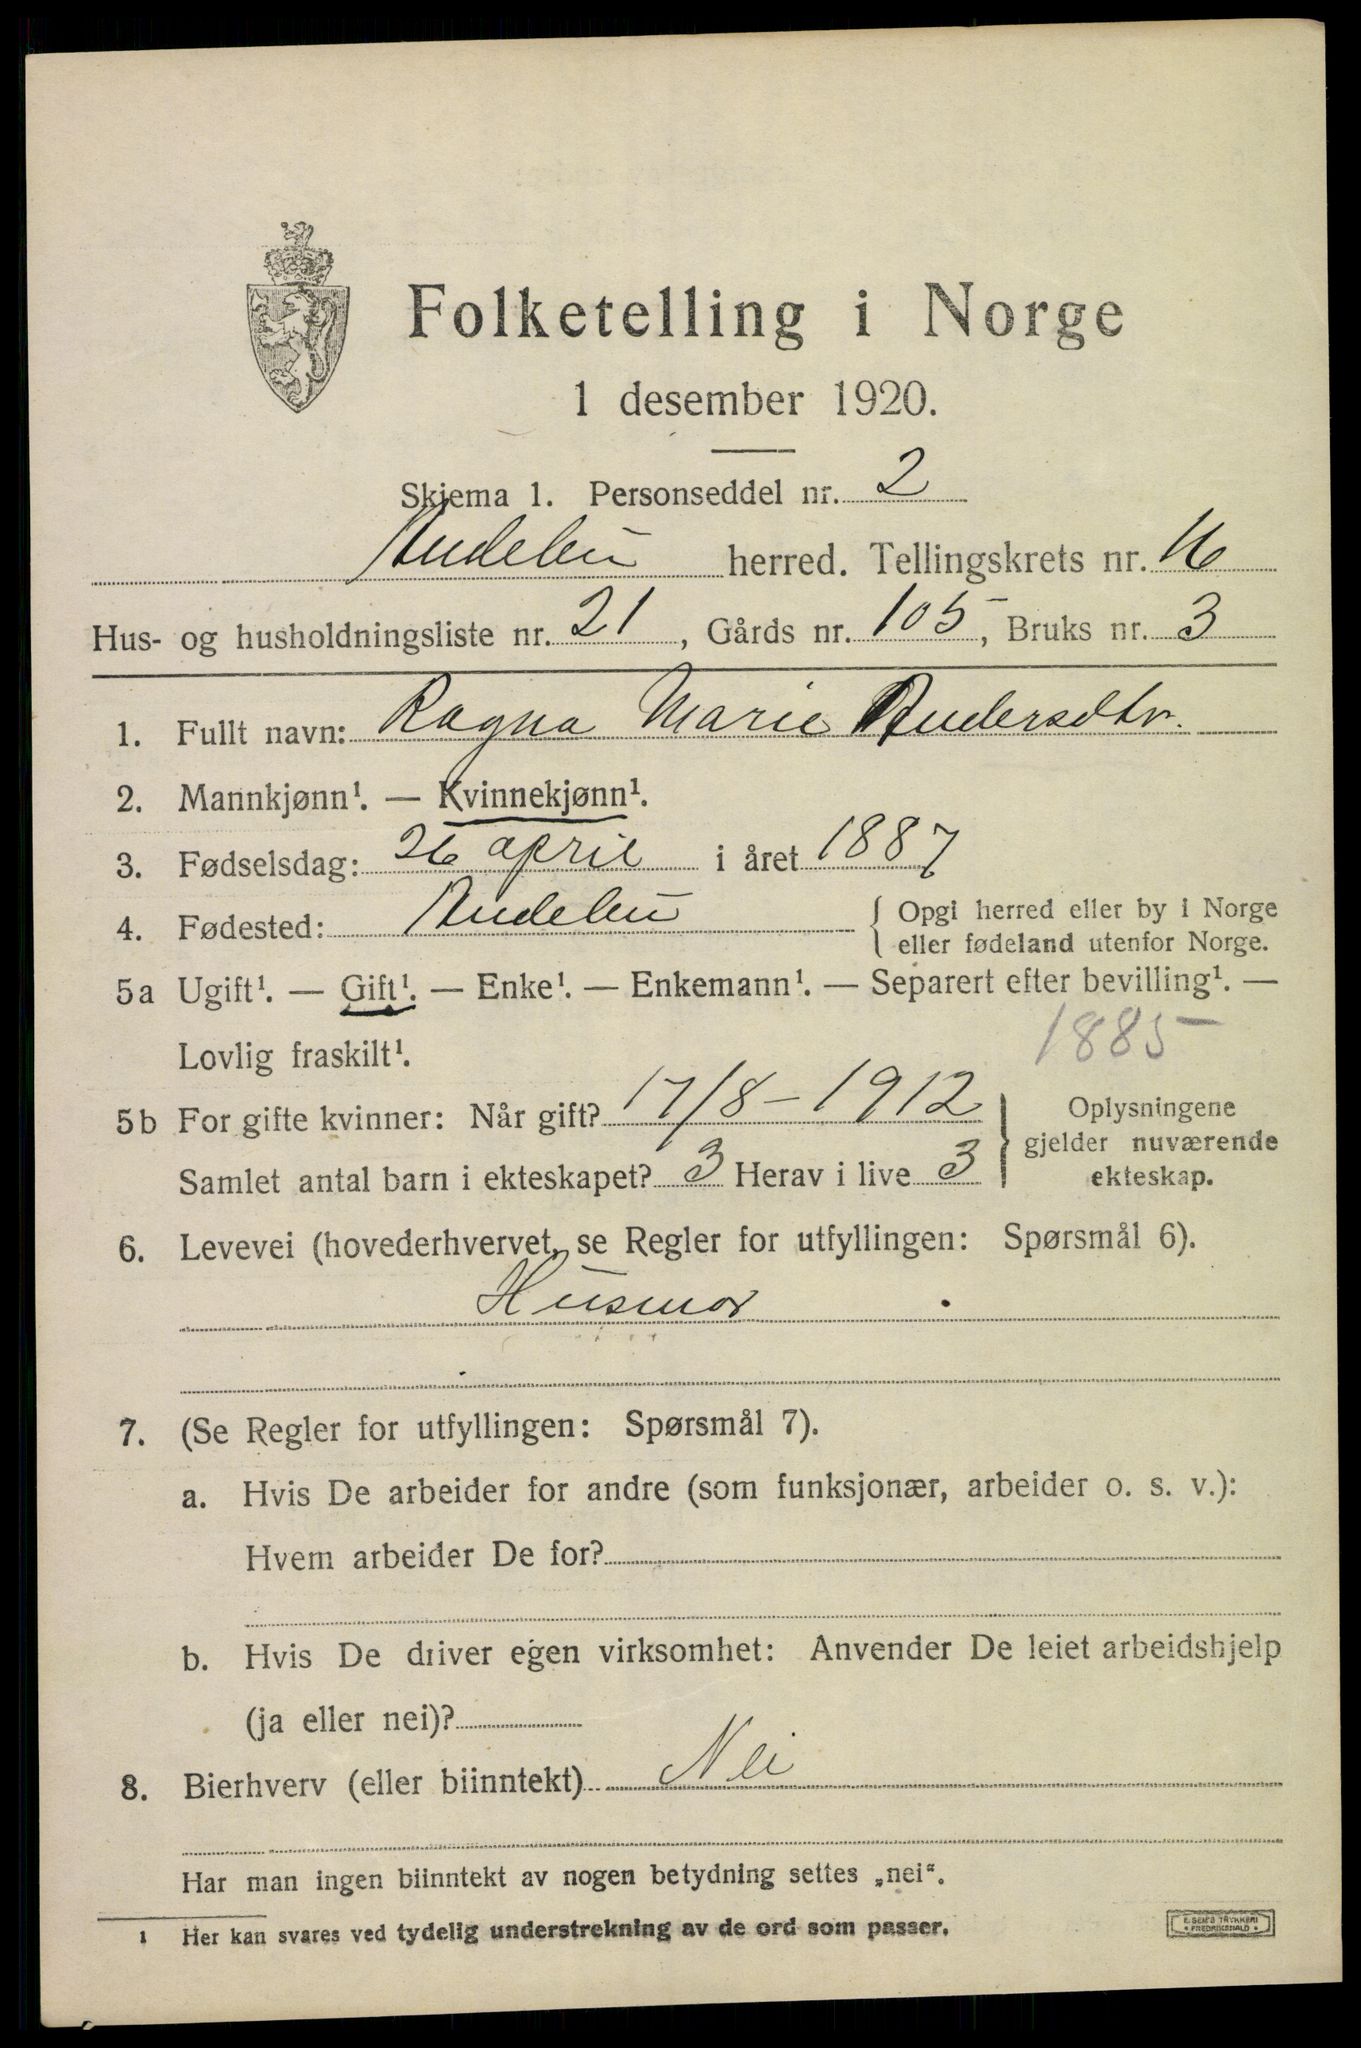 Folketelling i Norge
1 desember 1920.
Skjema 1. Personseddel nr. 2
Andebu herred. Tellingskrets nr. 16
Hus- og husholdningsliste nr. 21, Gårds nr. 105, Bruks nr. 3
1. Fullt navn: Ragna Marie Andersdtr.
2. Mannkjønn¹. — Kvinnekjønn¹.
3. Fødselsdag: 26 april i året 1887
4. Fødested: Andebu { Opgi herred eller by i Norge
eller fødeland utenfor Norge.
5a Ugift¹. — Gift¹. — Enke¹. — Enkemann¹. — Separert efter bevilling¹. —
Lovlig fraskilt¹. 1885
5b For gifte kvinner: Når gift? 17/8 - 1912 } Oplysningene
gjelder nuværende
Samlet antal barn i ekteskapet? 3 Herav i live 3 ekteskap.
6. Levevei (hovederhvervet, se Regler for utfyllingen: Spørsmål 6).
Husmor
7. (Se Regler for utfyllingen: Spørsmål 7).
a. Hvis De arbeider for andre (som funksjonær, arbeider o. s. v.):
Hvem arbeider De for?
b. Hvis De driver egen virksomhet: Anvender De leiet arbeidshjelp
(ja eller nei)?
8. Bierhverv (eller biinntekt) Nei
Har man ingen biinntekt av nogen betydning settes „nei“.
1 Her kan svares ved tydelig understrekning av de ord som passer.
E. SEM'S TRYKKERI
• FREDRIKSHALD •